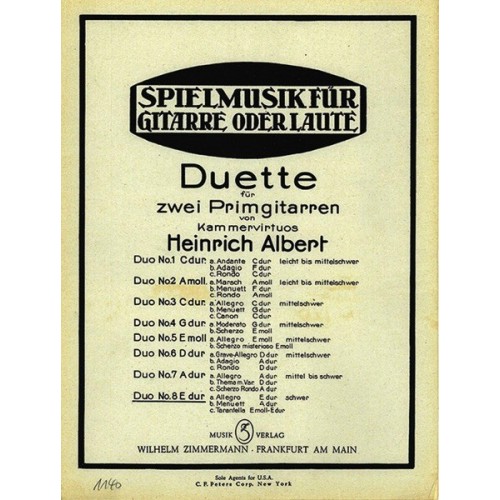 SPIELMUSIK FÜR
GITARRE ODER LAUTE
Duette
für
zwei Primgitarren
von
Kammervirtuos
Heinrich Albert
Duo No.1 C dur. a. Andante C dur leicht bis mittelschwer
b. Adagio F dur
c. Rondo C dur
Duo No.2 A moll. a. Marsch A moll leicht bis mittelschwer
b. Menuett F dur
c. Rondo A moll
Duo No.3 C dur. a. Allegro C dur mittelschwer
b. Menuett G dur
c. Canon C dur
Duo No.4 G dur a. Moderato G dur mittelschwer
b. Scherzo E moll
Duo No.5 E moll a. Allegro E moll mittelschwer
b. Scherzo misterioso E moll
Duo No.6 D dur a. Grave-Allegro D dur mittelschwer
b. Adagio A dur
c. Rondo D dur
Duo No.7 A dur a. Allegro A dur mittel bis schwer
b. Thema m. Var. D dur
c. Scherzo Rondo A dur
Duo No.8 E dur a. Allegro E dur schwer
b. Menuett A dur
c. Tarantella E moll-E dur
MUSIK VERLAG
WILHELM ZIMMERMANN · FRANKFURT AM MAIN
Sole Agents for U.S.A.
C. F. Peters Corp. New York
1140